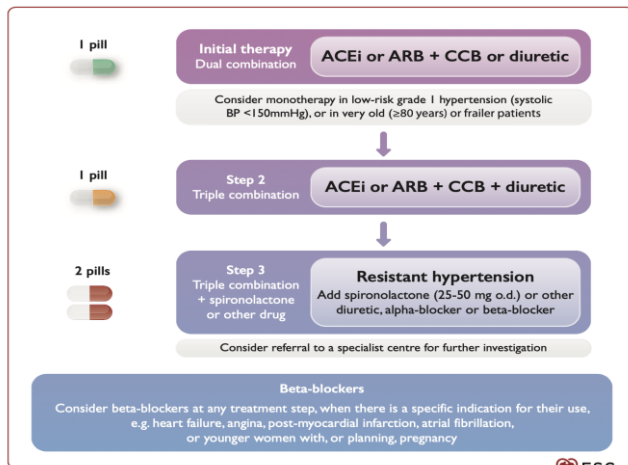 1 pill
Initial therapy
Dual combination
ACEi or ARB + CCB or diuretic
Consider monotherapy in low-risk grade 1 hypertension (systolic
BP <150mmHg), or in very old (≥80 years) or frailer patients
1 pill
Step 2
Triple combination
ACEi or ARB + CCB + diuretic
2 pills
Step 3
Triple combination
+ spironolactone
or other drug
Resistant hypertension
Add spironolactone (25-50 mg o.d.) or other
diuretic, alpha-blocker or beta-blocker
Consider referral to a specialist centre for further investigation
Beta-blockers
Consider beta-blockers at any treatment step, when there is a specific indication for their use,
e.g. heart failure, angina, post-myocardial infarction, atrial fibrillation,
or younger women with, or planning, pregnancy
ESC